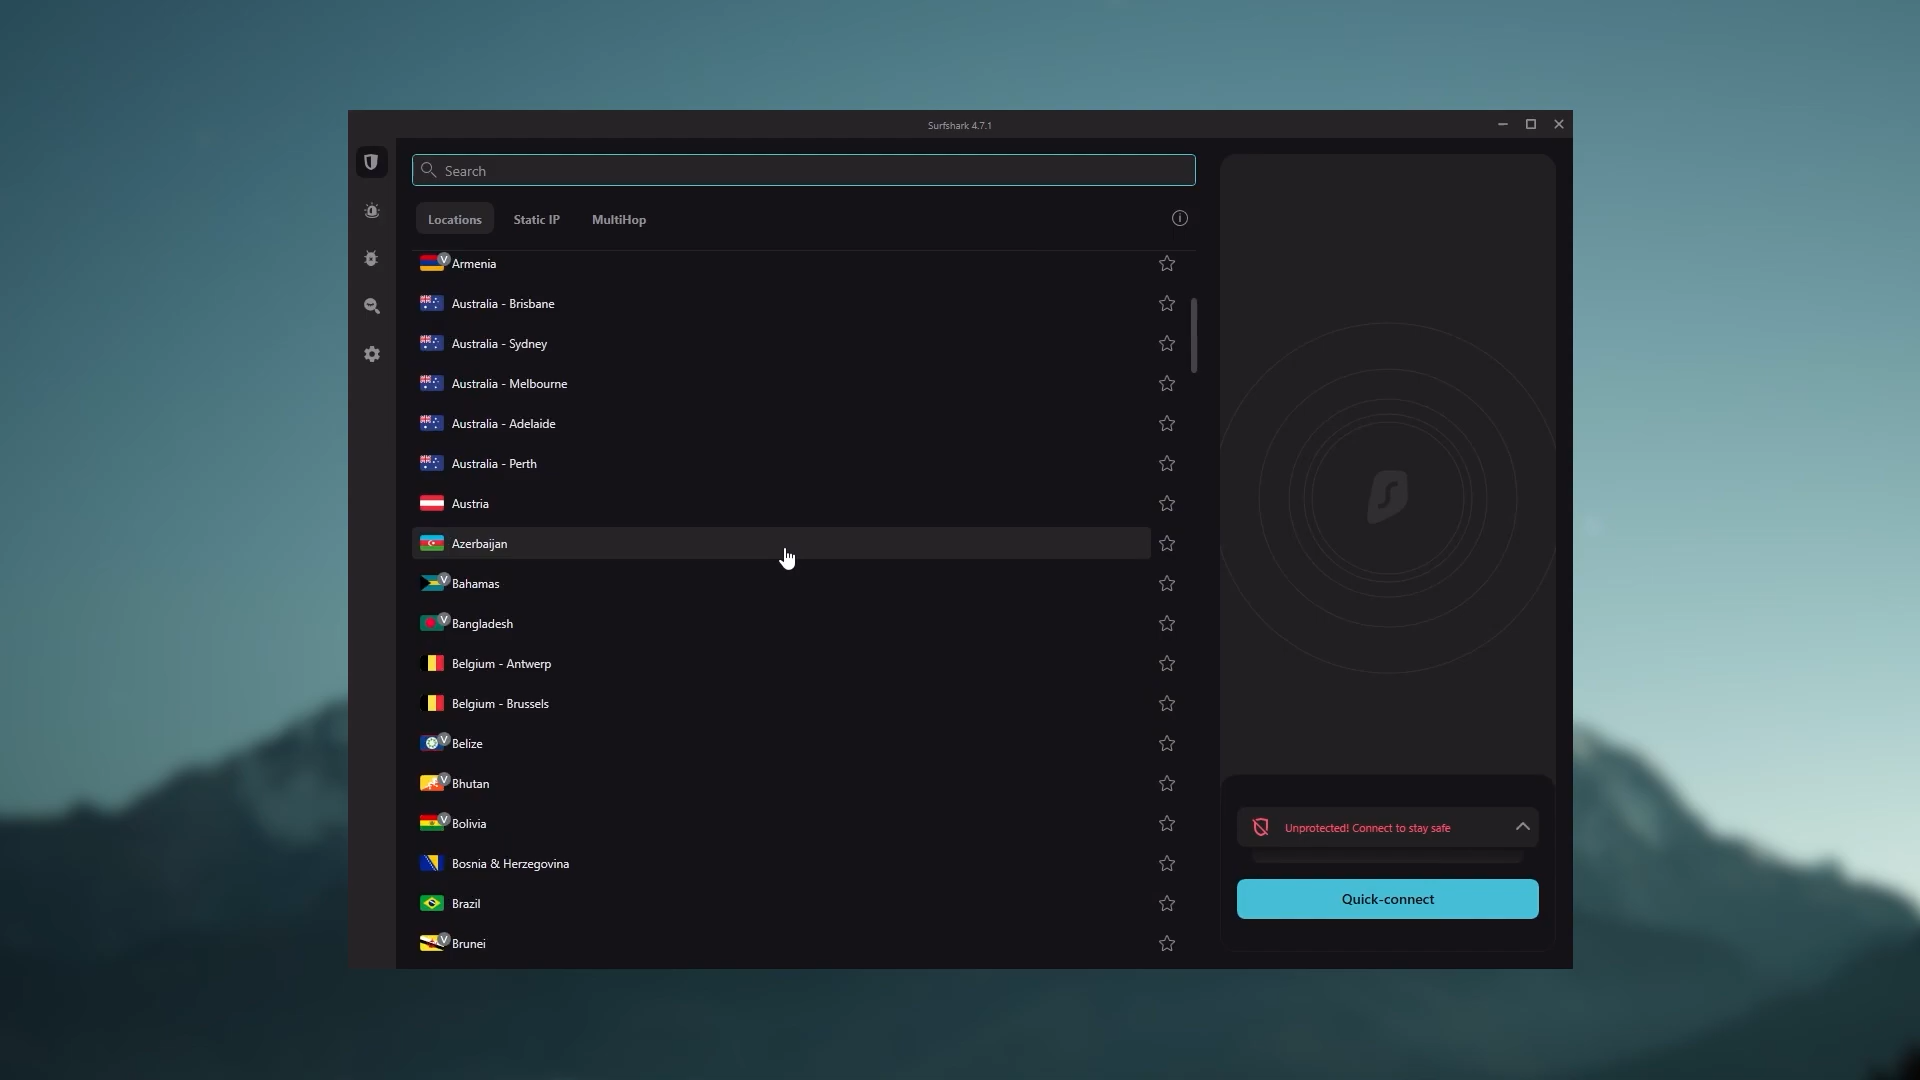 Surfshark 4.7.1
Search
Locations
Static IP
MultiHop
V Armenia
Australia - Brisbane
Australia - Sydney
Australia - Melbourne
Australia - Adelaide
Australia - Perth
Austria
Azerbaijan
V Bahamas
V Bangladesh
Belgium - Antwerp
Belgium - Brussels
V Belize
V Bhutan
V Bolivia
Bosnia & Herzegovina
Brazil
V Brunei
Unprotected! Connect to stay safe
Quick-connect